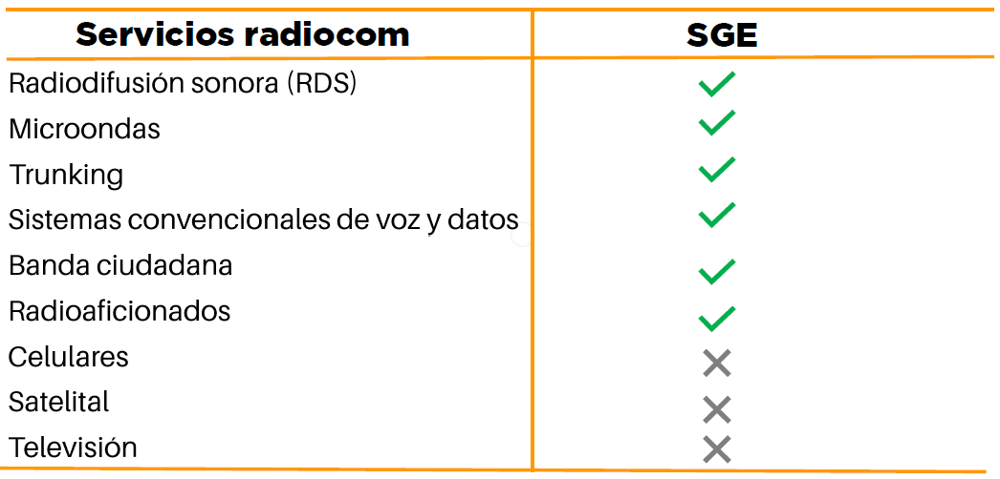 Servicios radiocom SGE
Radiodifusión sonora (RDS) ✓
Microondas ✓
Trunking ✓
Sistemas convencionales de voz y datos ✓
Banda ciudadana ✓
Radioaficionados ✓
Celulares ✕
Satelital ✕
Televisión ✕